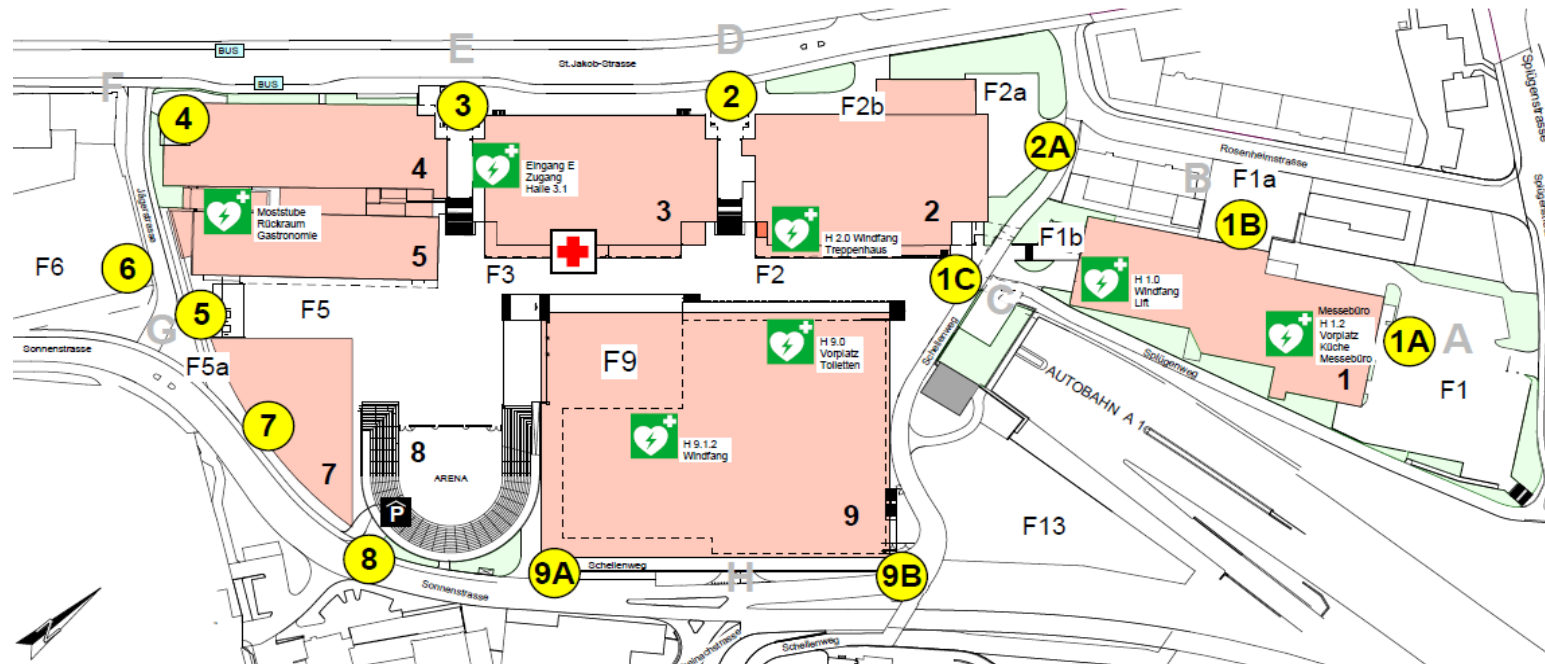 BUS
BUS
St.Jakob-Strasse
E
D
F
3
2
4
F2b
F2a
2A
Rosenheimstrasse
Splügenstrasse
B
F1a
1B
Jägerstrasse
4
Eingang E
Zugang
Halle 3.1
3
2
Moststube
Rückraum
Gastronomie
H 2.0 Windfang
Treppenhaus
F1b
F6
6
5
F3
F2
1C
C
H 1.0
Windfang
Lift
5
F5
G
Sonnenstrasse
F5a
F9
H 9.0
Vorplatz
Toiletten
Schellenweg
Splügenweg
Messebüro
H 1.2
Vorplatz
Küche
Messebüro
1
1A
A
F1
AUTOBAHN A 1
7
7
8
ARENA
P
H 9.1.2
Windfang
9
F13
8
Sonnenstrasse
9A
Schellenweg
H
9B
Schellenweg